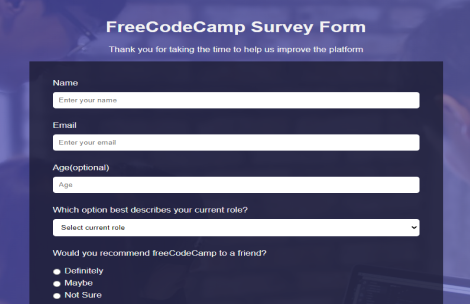 FreeCodeCamp Survey Form
Thank you for taking the time to help us improve the platform
Name
Enter your name
Email
Enter your email
Age(optional)
Age
Which option best describes your current role?
Select current role
Would you recommend freeCodeCamp to a friend?
Definitely
Maybe
Not Sure